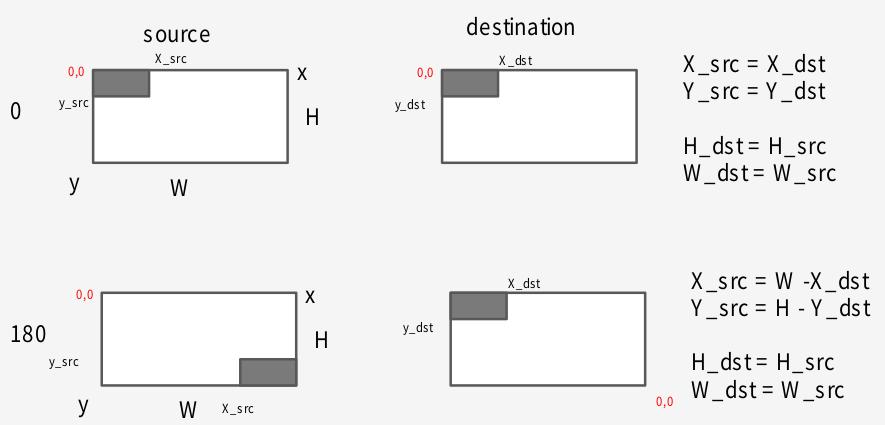 source
destination
X_src
X_dst
0,0
x
0,0
y_src
y_dst
0
H
y
W
X_src = X_dst
Y_src = Y_dst
H_dst = H_src
W_dst = W_src
X_dst
0,0
x
y_dst
180
H
y_src
y
W
X_src
0,0
X_src = W -X_dst
Y_src = H - Y_dst
H_dst = H_src
W_dst = W_src